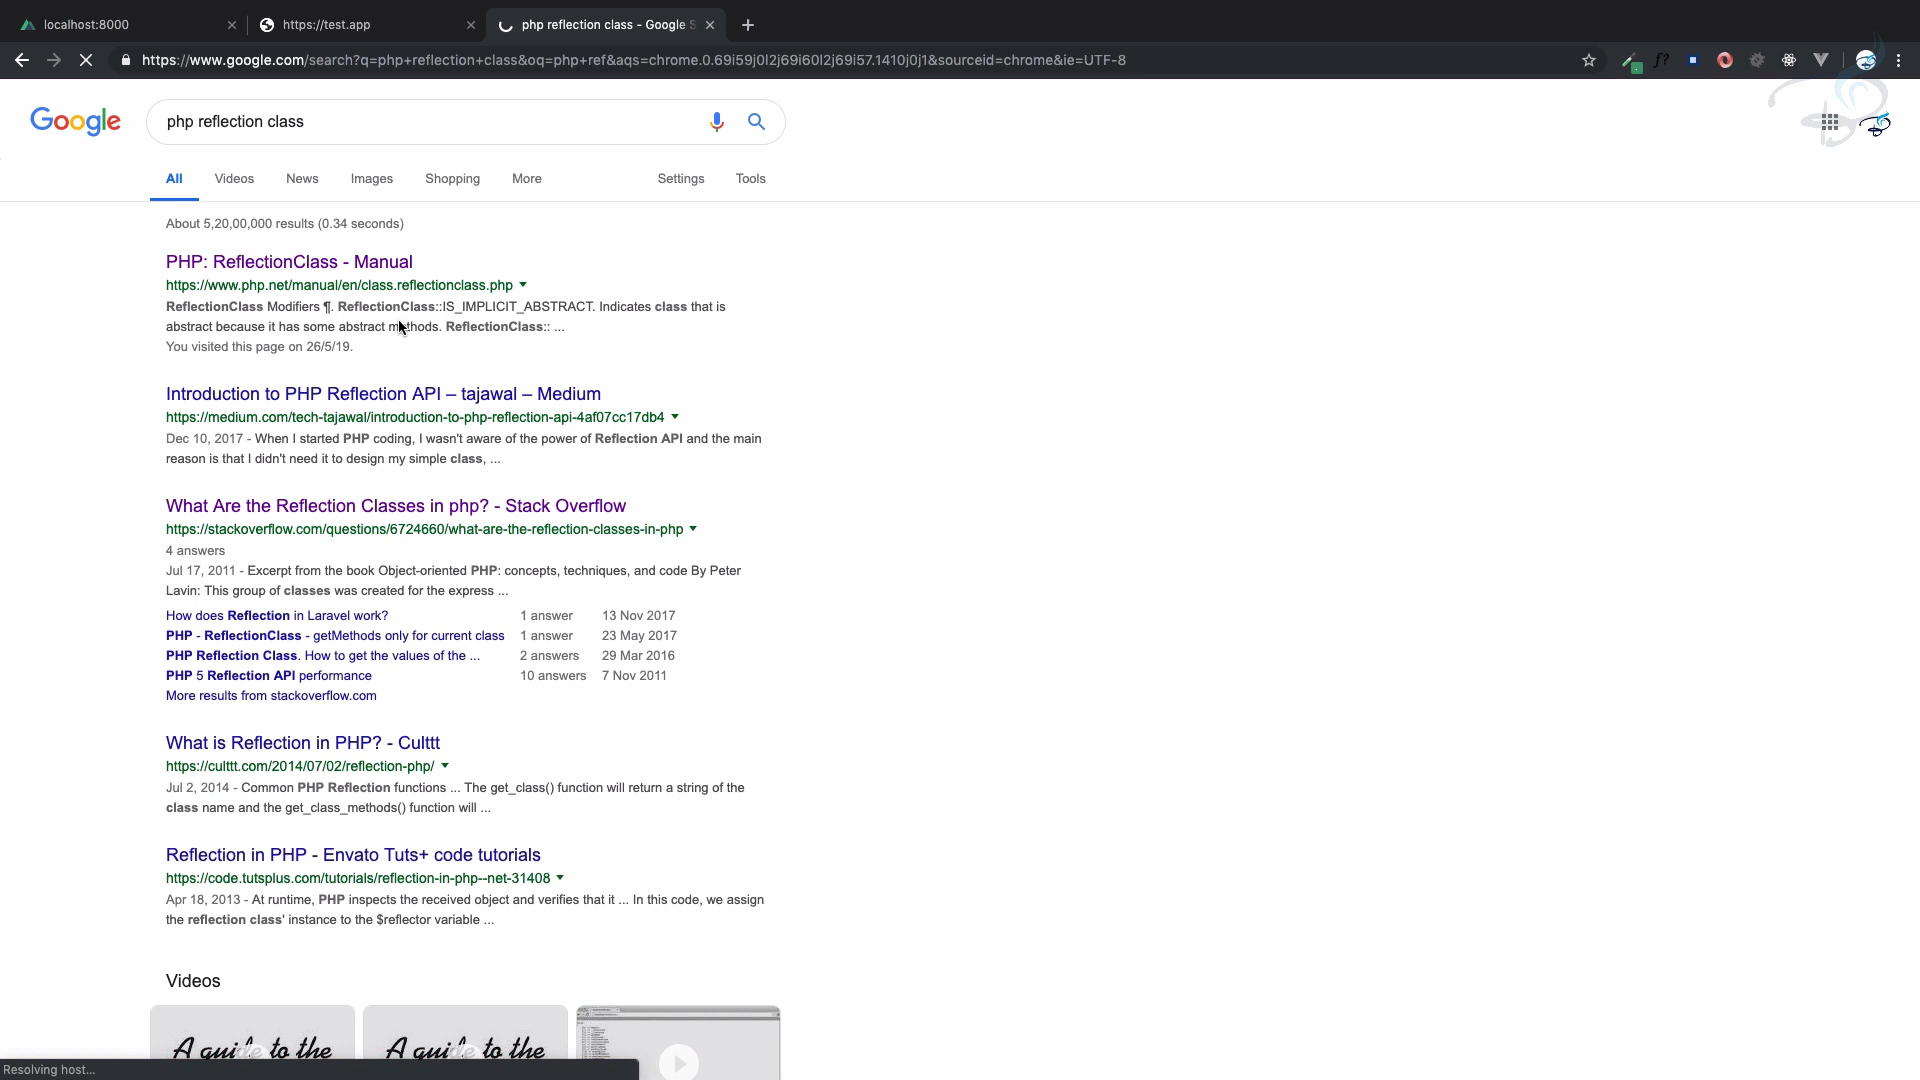 localhost:8000
https://test.app
php reflection class - Google S
https://www.google.com/search?q=php+reflection+class&oq=php+ref&aqs=chrome.0.69i59j0l2j69i60l2j69i57.1410j0j1&sourceid=chrome&ie=UTF-8
f?
Google
php reflection class
All Videos News Images Shopping More Settings Tools
About 5,20,00,000 results (0.34 seconds)
PHP: ReflectionClass - Manual
https://www.php.net/manual/en/class.reflectionclass.php
ReflectionClass Modifiers ¶. ReflectionClass::IS_IMPLICIT_ABSTRACT. Indicates class that is
abstract because it has some abstract methods. ReflectionClass:: ...
You visited this page on 26/5/19.
Introduction to PHP Reflection API – tajawal – Medium
https://medium.com/tech-tajawal/introduction-to-php-reflection-api-4af07cc17db4
Dec 10, 2017 - When I started PHP coding, I wasn't aware of the power of Reflection API and the main
reason is that I didn't need it to design my simple class, ...
What Are the Reflection Classes in php? - Stack Overflow
https://stackoverflow.com/questions/6724660/what-are-the-reflection-classes-in-php
4 answers
Jul 17, 2011 - Excerpt from the book Object-oriented PHP: concepts, techniques, and code By Peter
Lavin: This group of classes was created for the express ...
How does Reflection in Laravel work? 1 answer 13 Nov 2017
PHP - ReflectionClass - getMethods only for current class 1 answer 23 May 2017
PHP Reflection Class. How to get the values of the ... 2 answers 29 Mar 2016
PHP 5 Reflection API performance 10 answers 7 Nov 2011
More results from stackoverflow.com
What is Reflection in PHP? - Culttt
https://culttt.com/2014/07/02/reflection-php/
Jul 2, 2014 - Common PHP Reflection functions ... The get_class() function will return a string of the
class name and the get_class_methods() function will ...
Reflection in PHP - Envato Tuts+ code tutorials
https://code.tutsplus.com/tutorials/reflection-in-php--net-31408
Apr 18, 2013 - At runtime, PHP inspects the received object and verifies that it ... In this code, we assign
the reflection class' instance to the $reflector variable ...
Videos
A guide to the
A guide to the
Resolving host...